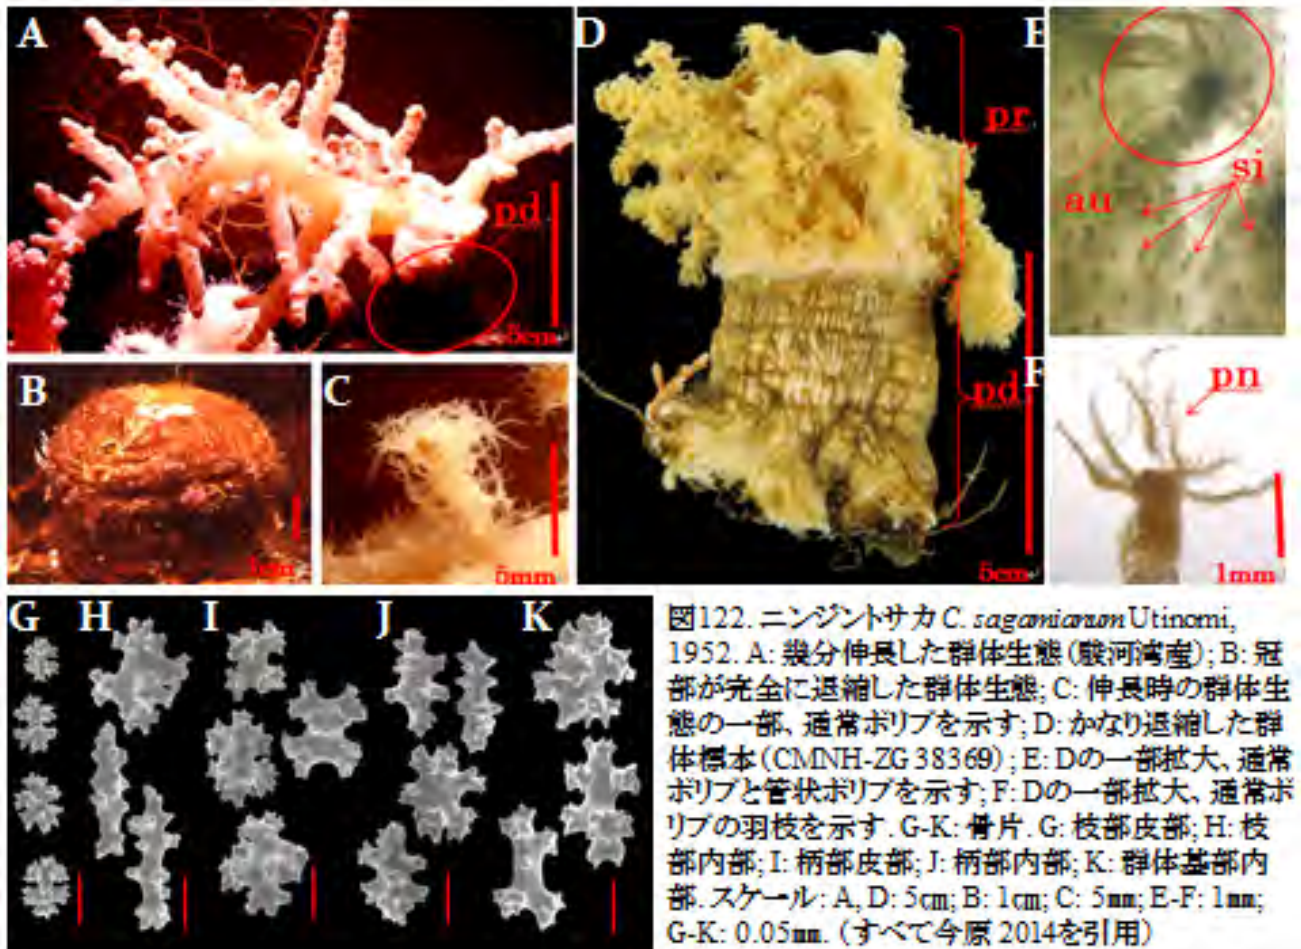 A
pd
5cm
B
1cm
C
5mm
D
pr
pd
5cm
E
au
si
F
pn
1mm
G H I J K
図122. ニンジントサカ C. sagamianum Utinomi,
1952. A: 幾分伸長した群体生態(駿河湾産); B: 冠
部が完全に退縮した群体生態; C: 伸長時の群体生
態の一部、通常ポリプを示す; D: かなり退縮した群
体標本(CMNH-ZG 38369); E: Dの一部拡大、通常
ポリプと管状ポリプを示す; F: Dの一部拡大、通常ポ
リプの羽枝を示す. G-K: 骨片. G: 枝部皮部; H: 枝
部内部; I: 柄部皮部; J: 柄部内部; K: 群体基部内
部. スケール: A, D: 5㎝; B: 1㎝; C: 5㎜; E-F: 1㎜;
G-K: 0.05㎜. (すべて今原 2014を引用)